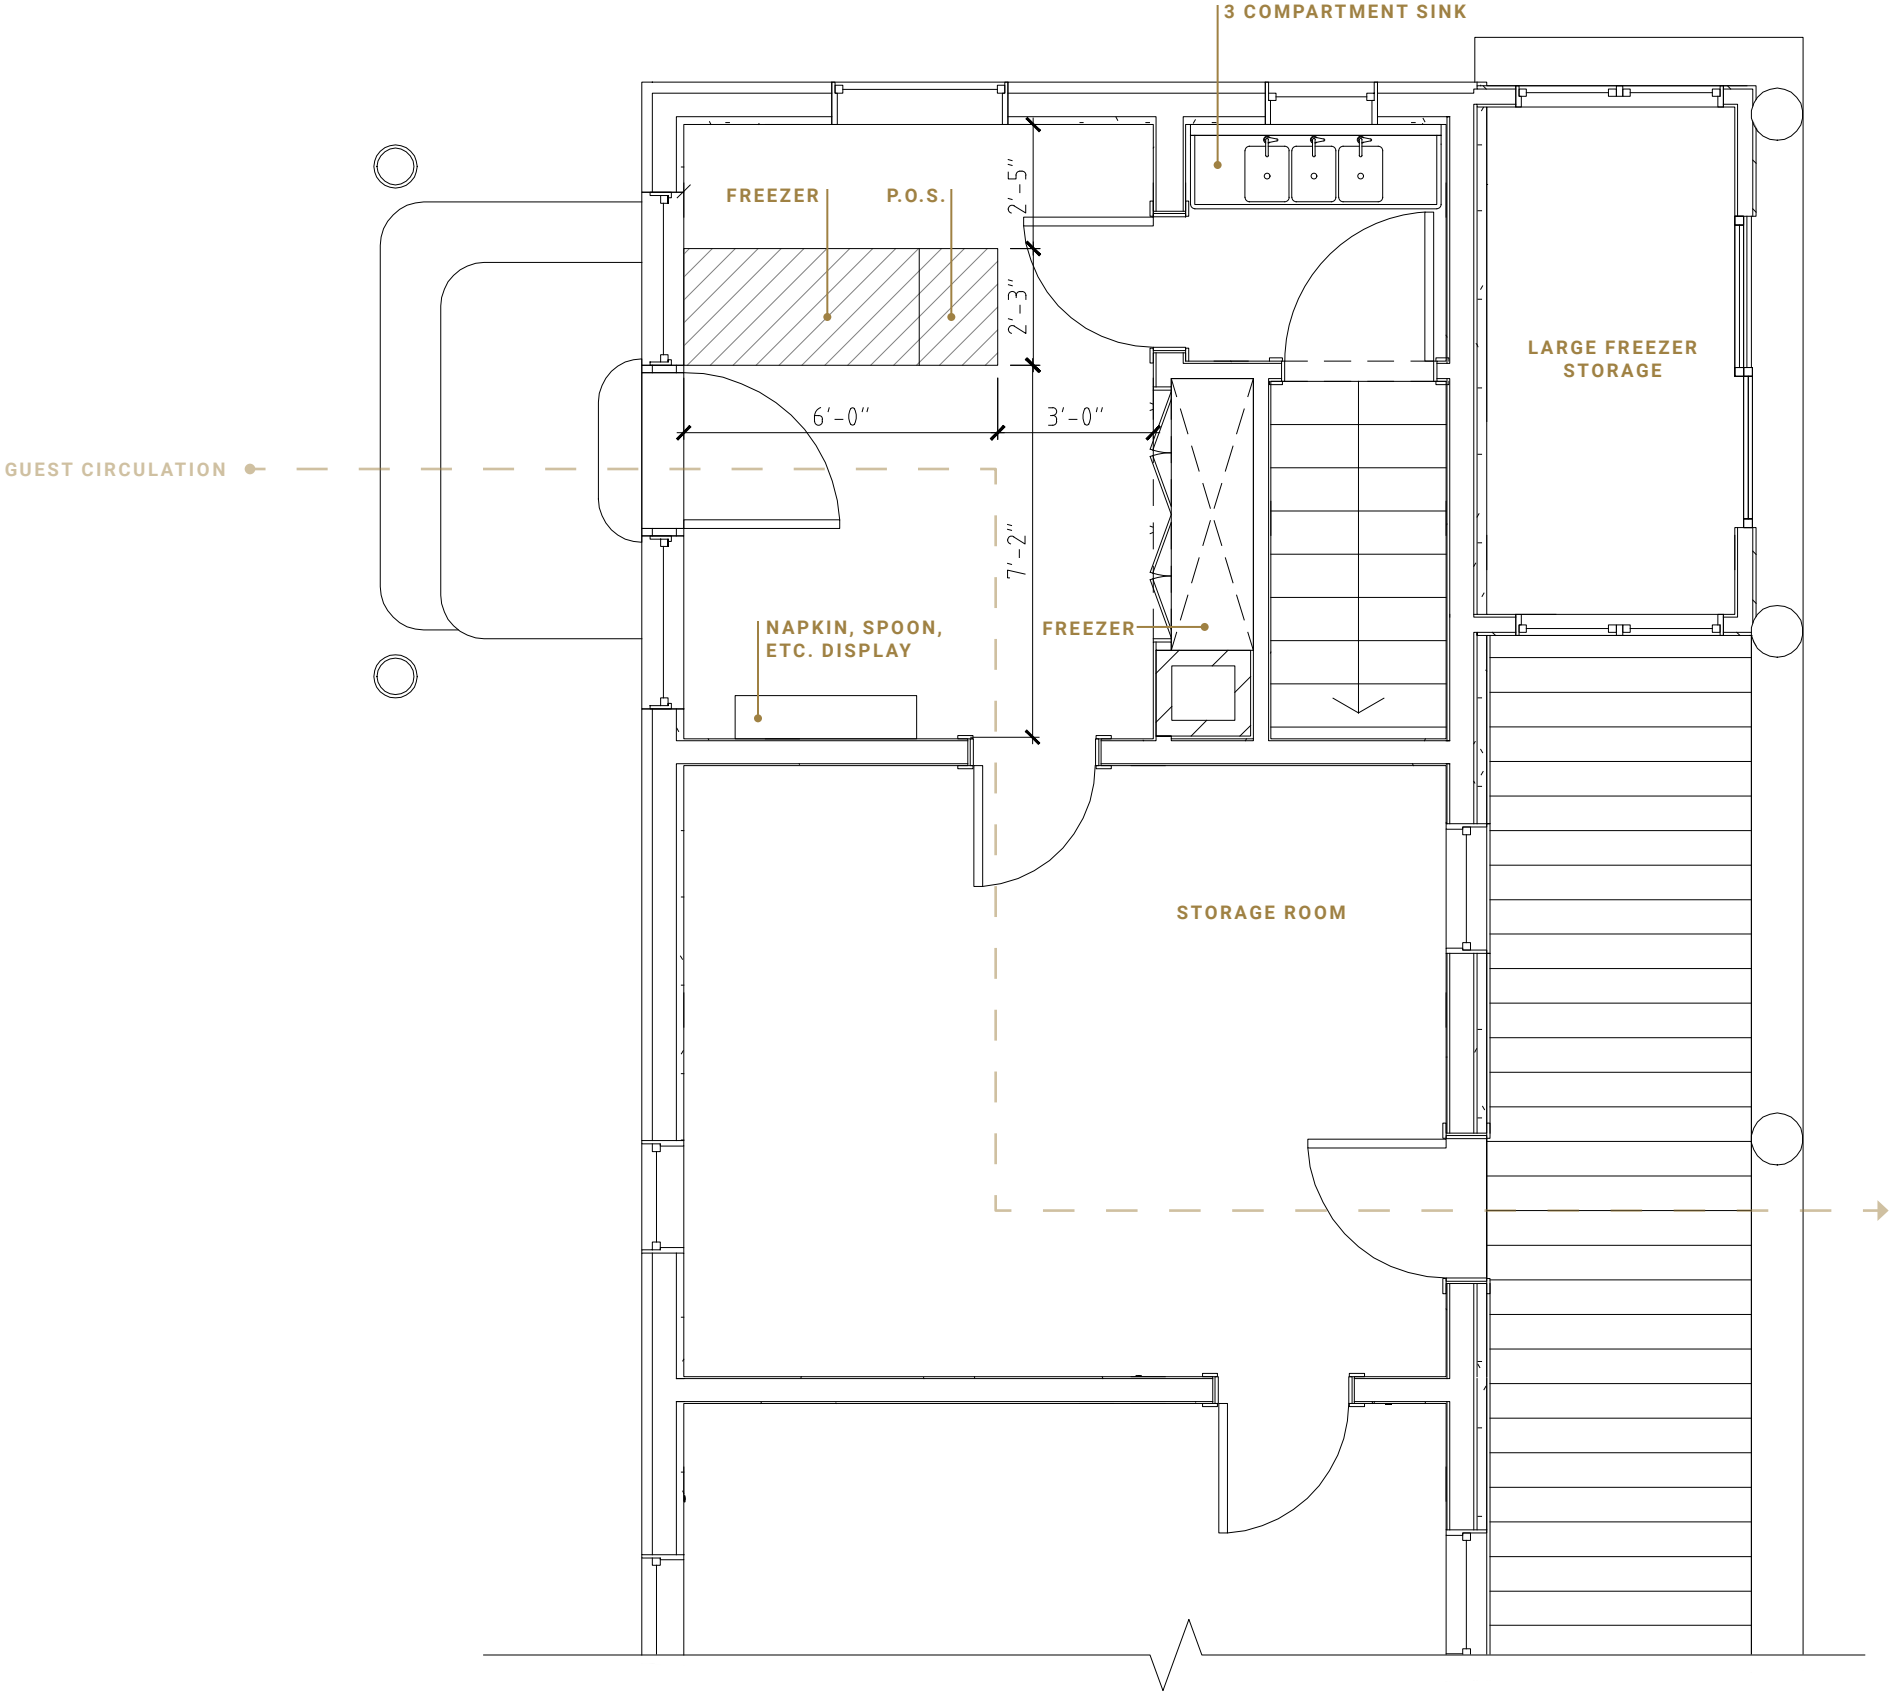 3 COMPARTMENT SINK
FREEZER
P.O.S.
2'-5"
2'-3"
LARGE FREEZER
STORAGE
6'-0"
3'-0"
GUEST CIRCULATION
7'-2"
NAPKIN, SPOON,
ETC. DISPLAY
FREEZER
STORAGE ROOM